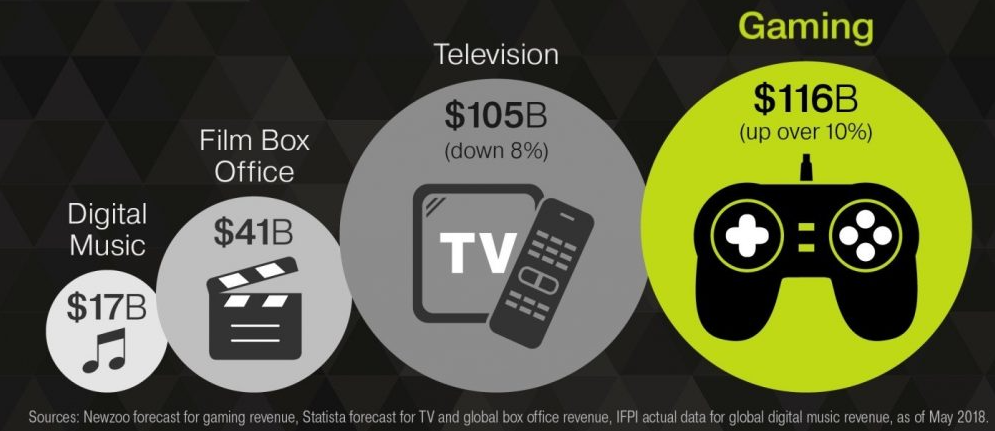 Digital
Music
$17B
Film Box
Office
$41B
Television
$105B
(down 8%)
TV
Gaming
$116B
(up over 10%)
Sources: Newzoo forecast for gaming revenue, Statista forecast for TV and global box office revenue, IFPI actual data for global digital music revenue, as of May 2018.